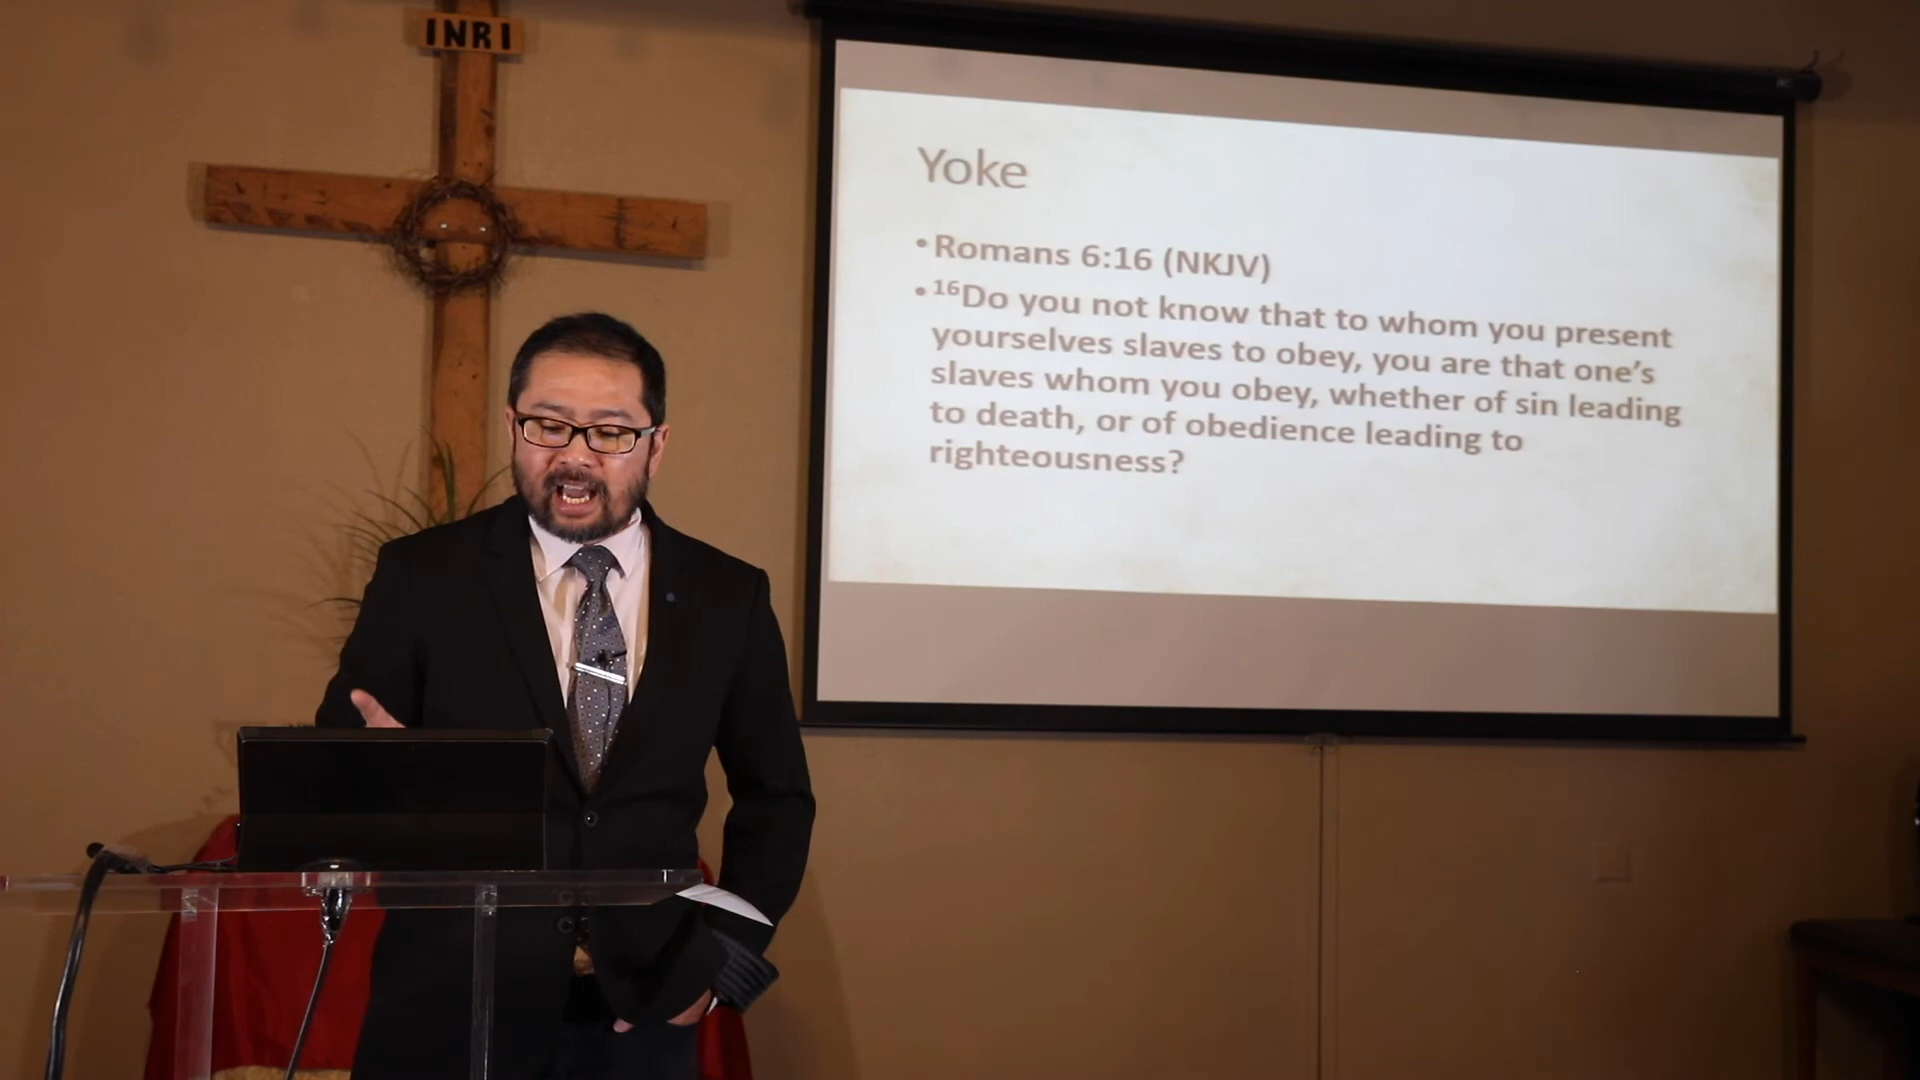 INRI
Yoke
•Romans 6:16 (NKJV)
•¹⁶Do you not know that to whom you present
yourselves slaves to obey, you are that one’s
slaves whom you obey, whether of sin leading
to death, or of obedience leading to
righteousness?